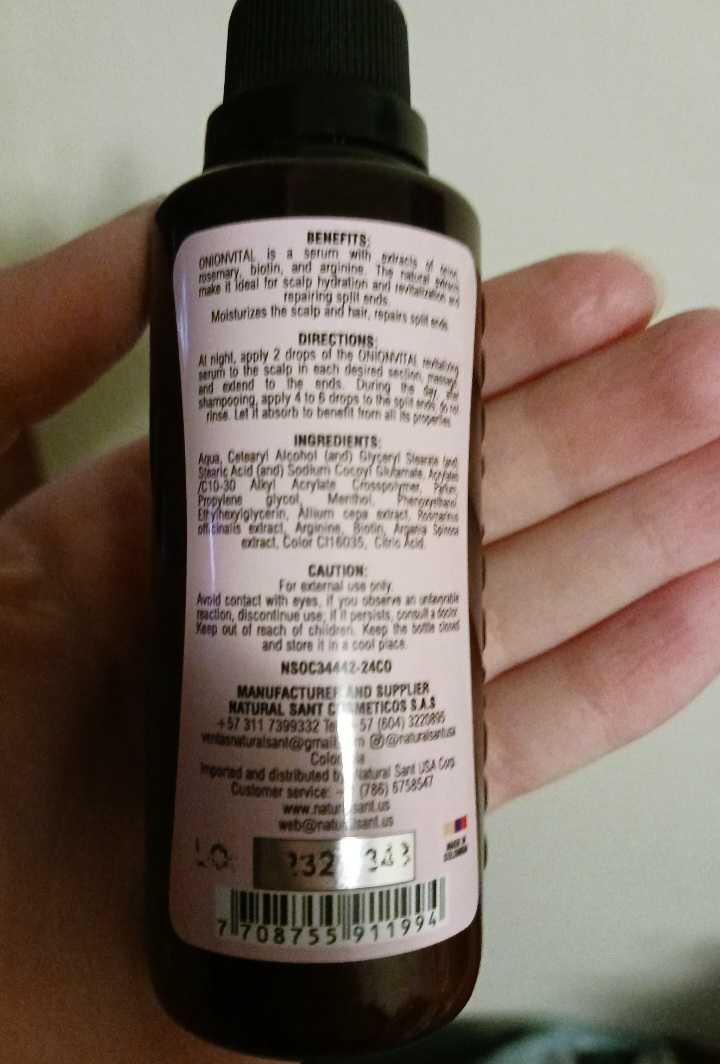 BENEFITS:
ONIONVITAL is a serum with extracts of onion,
rosemary, biotin, and arginine. The natural extracts
make it ideal for scalp hydration and revitalization and
repairing split ends.
Moisturizes the scalp and hair, repairs split ends.
DIRECTIONS:
At night, apply 2 drops of the ONIONVITAL revitalizing
serum to the scalp in each desired section, massage
and extend to the ends. During the day, after
shampooing, apply 4 to 6 drops to the split ends, do not
rinse. Let it absorb to benefit from all its properties.
INGREDIENTS:
Aqua, Cetearyl Alcohol (and) Glyceryl Stearate (and)
Stearic Acid (and) Sodium Cocoyl Glutamate, Acrylates
/C10-30 Alkyl Acrylate Crosspolymer, Parfum,
Propylene glycol, Menthol, Phenoxyethanol,
Ethylhexylglycerin, Allium cepa extract, Rosmarinus
officinalis extract, Arginine, Biotin, Argania Spinosa
extract, Color CI16035, Citric Acid.
CAUTION:
For external use only.
Avoid contact with eyes, if you observe an unfavorable
reaction, discontinue use; if it persists, consult a doctor.
Keep out of reach of children. Keep the bottle closed
and store it in a cool place.
NSOC34442-24CO
MANUFACTURER AND SUPPLIER
NATURAL SANT COSMETICOS S.A.S
+57 311 7399332 57 (604) 3220895
@naturalsantusa
Colombia
Imported and distributed by Natural Sant USA Corp
Customer service: (786) 6758547
www.naturalsant.us
web@naturalsant.us
MADE IN
COLOMBIA
LO:
7 708755 911994